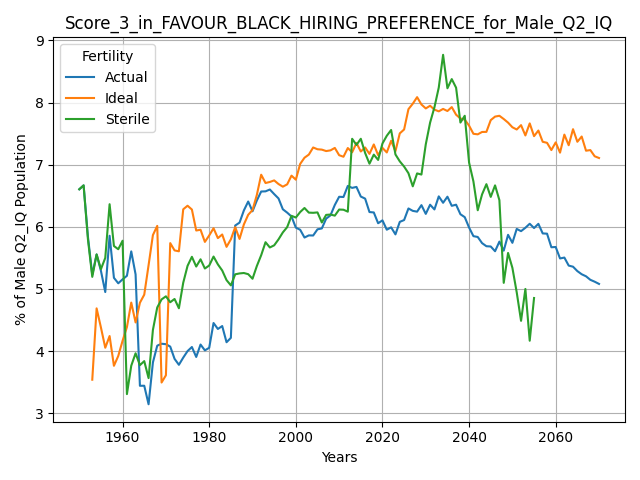 Score_3_in_FAVOUR_BLACK_HIRING_PREFERENCE_for_Male_Q2_IQ
Fertility
Actual
Ideal
Sterile
% of Male Q2_IQ Population
9
8
7
6
5
4
3
1960
1980
2000
2020
2040
2060
Years